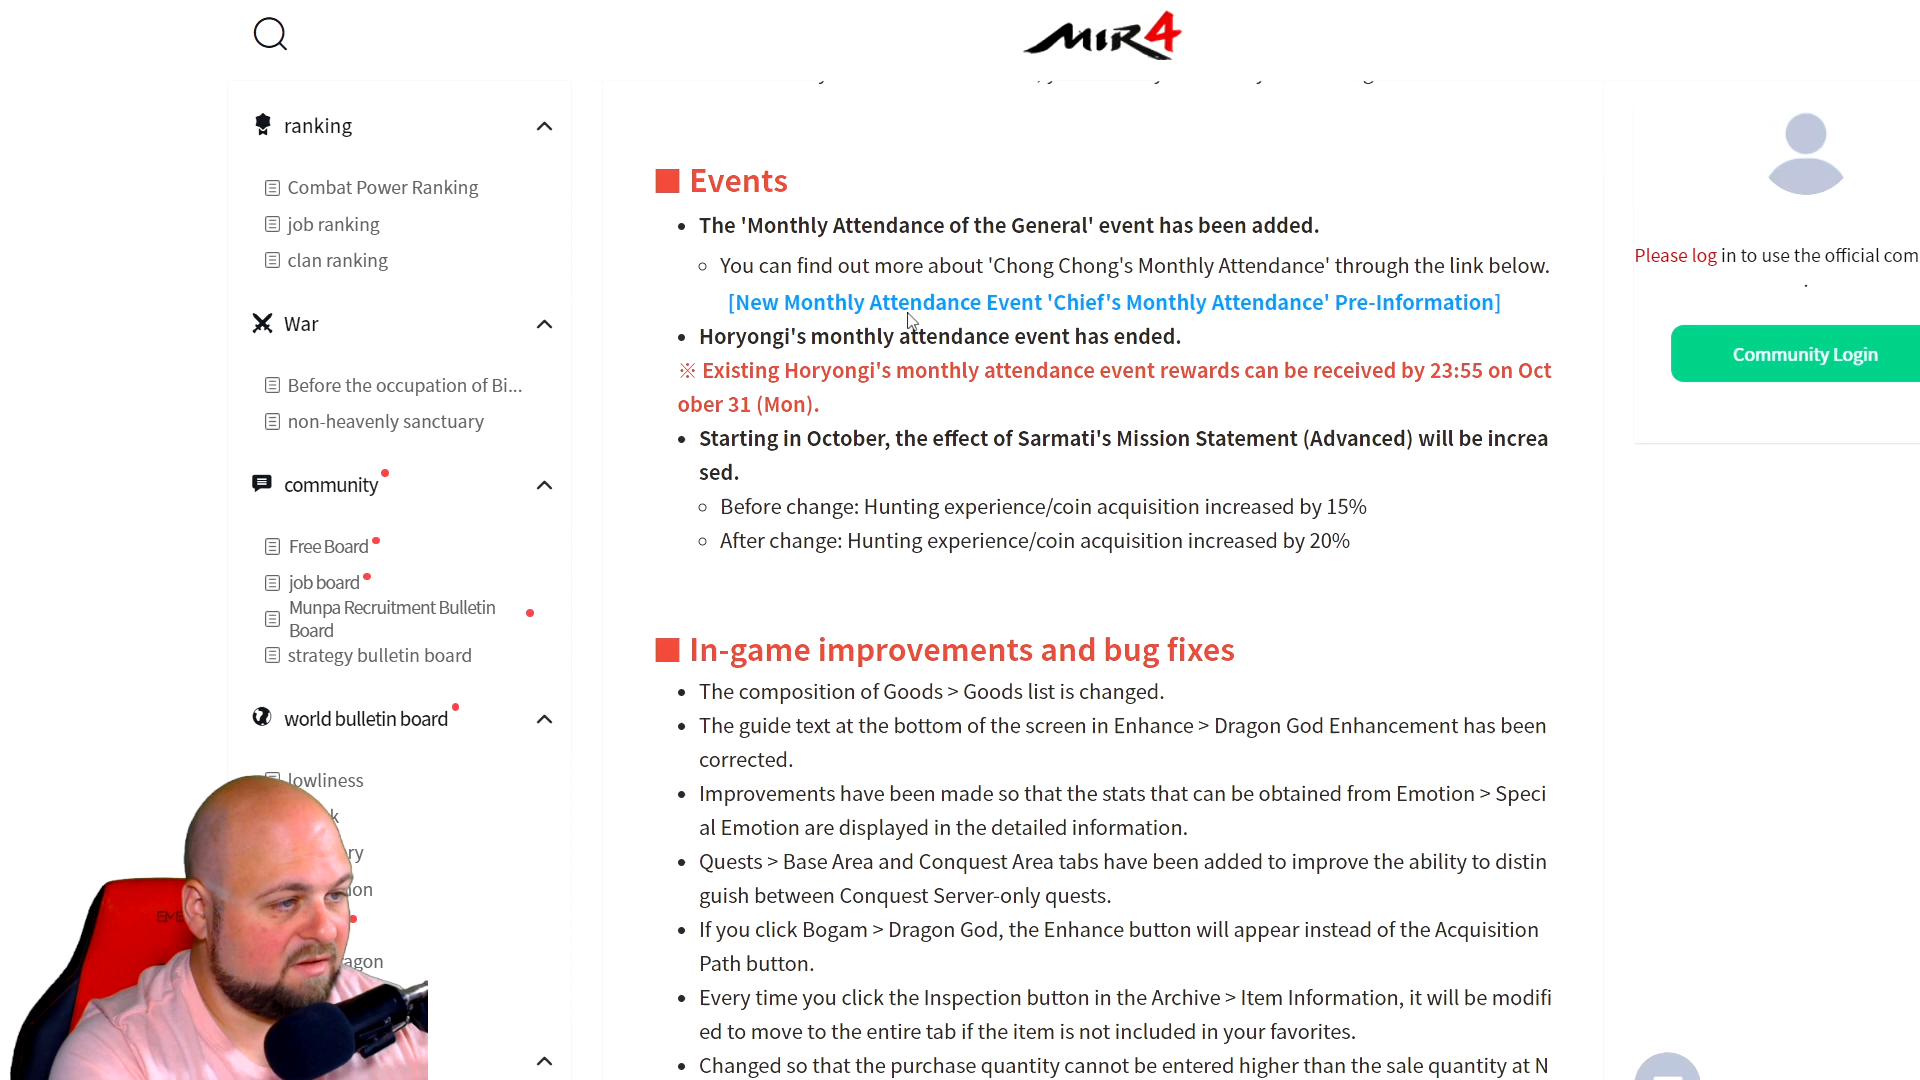 MIR4
ranking
Combat Power Ranking
job ranking
clan ranking
War
Before the occupation of Bi...
non-heavenly sanctuary
community
Free Board
job board
Munpa Recruitment Bulletin
Board
strategy bulletin board
world bulletin board
lowliness
Events
• The 'Monthly Attendance of the General' event has been added.
○ You can find out more about 'Chong Chong's Monthly Attendance' through the link below.
[New Monthly Attendance Event 'Chief's Monthly Attendance' Pre-Information]
• Horyongi's monthly attendance event has ended.
※ Existing Horyongi's monthly attendance event rewards can be received by 23:55 on Oct
ober 31 (Mon).
• Starting in October, the effect of Sarmati's Mission Statement (Advanced) will be increa
sed.
○ Before change: Hunting experience/coin acquisition increased by 15%
○ After change: Hunting experience/coin acquisition increased by 20%
In-game improvements and bug fixes
• The composition of Goods > Goods list is changed.
• The guide text at the bottom of the screen in Enhance > Dragon God Enhancement has been
corrected.
• Improvements have been made so that the stats that can be obtained from Emotion > Speci
al Emotion are displayed in the detailed information.
• Quests > Base Area and Conquest Area tabs have been added to improve the ability to distin
guish between Conquest Server-only quests.
• If you click Bogam > Dragon God, the Enhance button will appear instead of the Acquisition
Path button.
• Every time you click the Inspection button in the Archive > Item Information, it will be modifi
ed to move to the entire tab if the item is not included in your favorites.
• Changed so that the purchase quantity cannot be entered higher than the sale quantity at N
Please log in to use the official com
.
Community Login